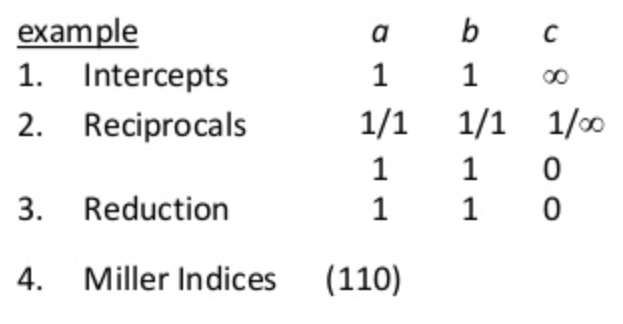 example a b c
1. Intercepts 1 1 ∞
2. Reciprocals 1/1 1/1 1/∞
1 1 0
3. Reduction 1 1 0
4. Miller Indices (110)